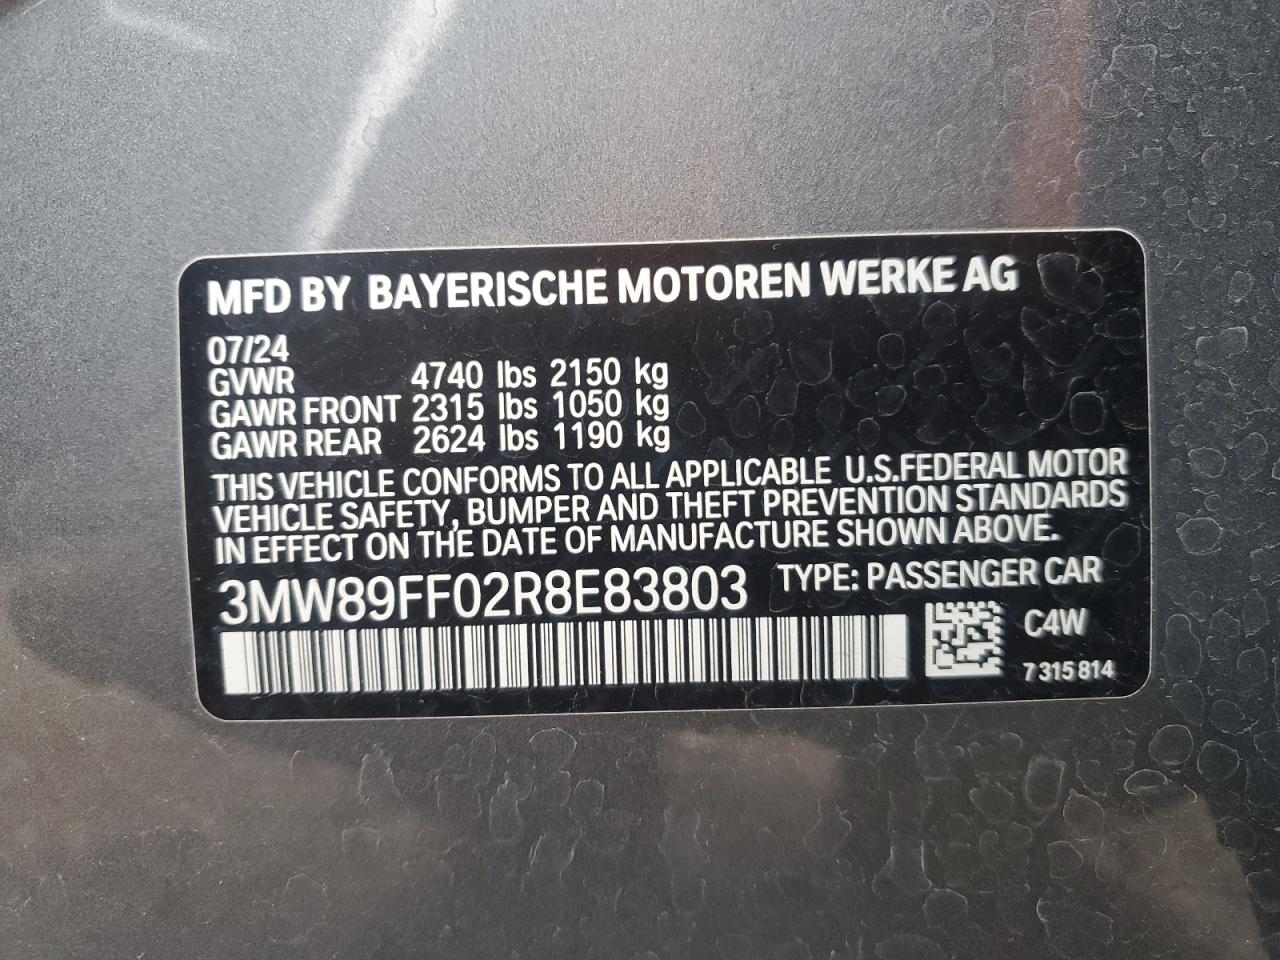 MFD BY BAYERISCHE MOTOREN WERKE AG
07/24
GVWR 4740 lbs 2150 kg
GAWR FRONT 2315 lbs 1050 kg
GAWR REAR 2624 lbs 1190 kg
THIS VEHICLE CONFORMS TO ALL APPLICABLE U.S.FEDERAL MOTOR
VEHICLE SAFETY, BUMPER AND THEFT PREVENTION STANDARDS
IN EFFECT ON THE DATE OF MANUFACTURE SHOWN ABOVE.
3MW89FF02R8E83803 TYPE: PASSENGER CAR
C4W
7 315 814